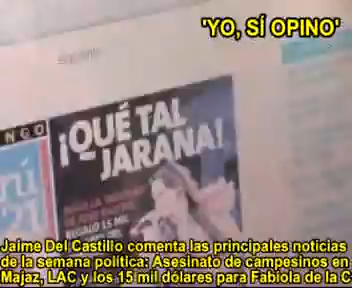 'YO, SÍ OPINO'
NGO
¡QUÉ TAL
JARANA!
REGALÓ 15 MIL
Jaime Del Castillo comenta las principales noticias
de la semana política: Asesinato de campesinos en
Majaz, LAC y los 15 mil dólares para Fabiola de la C